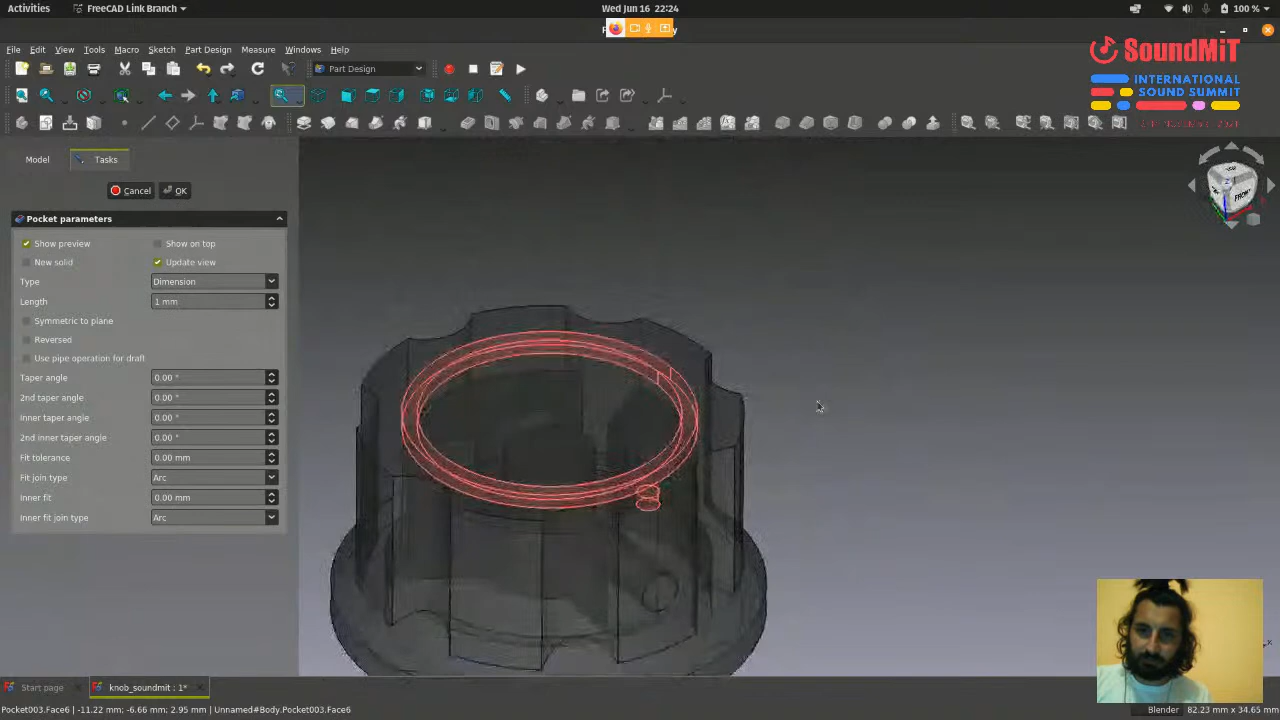 Activities
FreeCAD Link Branch
Wed Jun 16 22:24
100 %
File Edit View Tools Macro Sketch Part Design Measure Windows Help
SoundMiT
INTERNATIONAL
SOUND SUMMIT
Part Design
Model
Tasks
Cancel
OK
Pocket parameters
Show preview
Show on top
New solid
Update view
Type
Dimension
Length
1 mm
Symmetric to plane
Reversed
Use pipe operation for draft
Taper angle
0.00 °
2nd taper angle
0.00 °
Inner taper angle
0.00 °
2nd inner taper angle
0.00 °
Fit tolerance
0.00 mm
Fit join type
Arc
Inner fit
0.00 mm
Inner fit join type
Arc
TOP
FRONT
Start page
knob_soundmit : 1*
Pocket003.Face6 | -11.22 mm; -6.66 mm; 2.95 mm | Unnamed#Body.Pocket003.Face6
Blender
82.23 mm x 34.65 mm